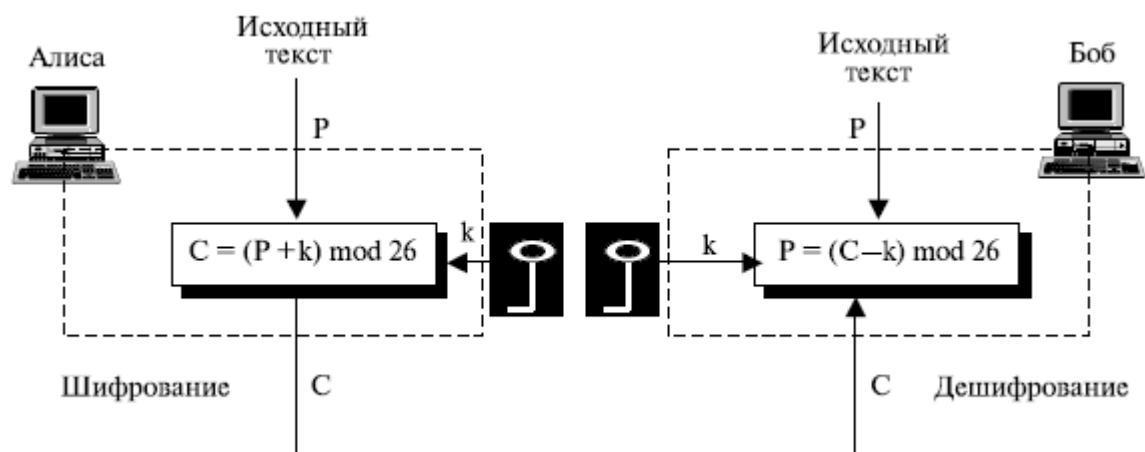 Алиса
Исходный
текст
P
C = (P + k) mod 26
k
Шифрование
C
Исходный
текст
Боб
P
k
P = (C—k) mod 26
C
Дешифрование